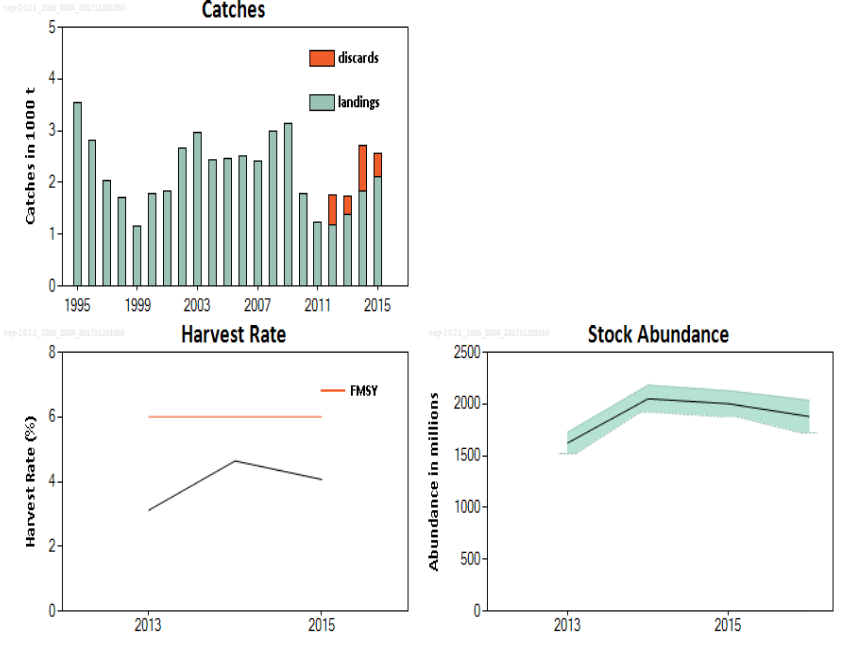 Catches
5
4
3
2
1
0
Catches in 1000 t
discards
landings
1995 1999 2003 2007 2011 2015
Harvest Rate
8
6
4
2
0
Harvest Rate (%)
FMSY
2013 2015
Stock Abundance
2500
2000
1500
1000
500
0
Abundance in millions
2013 2015